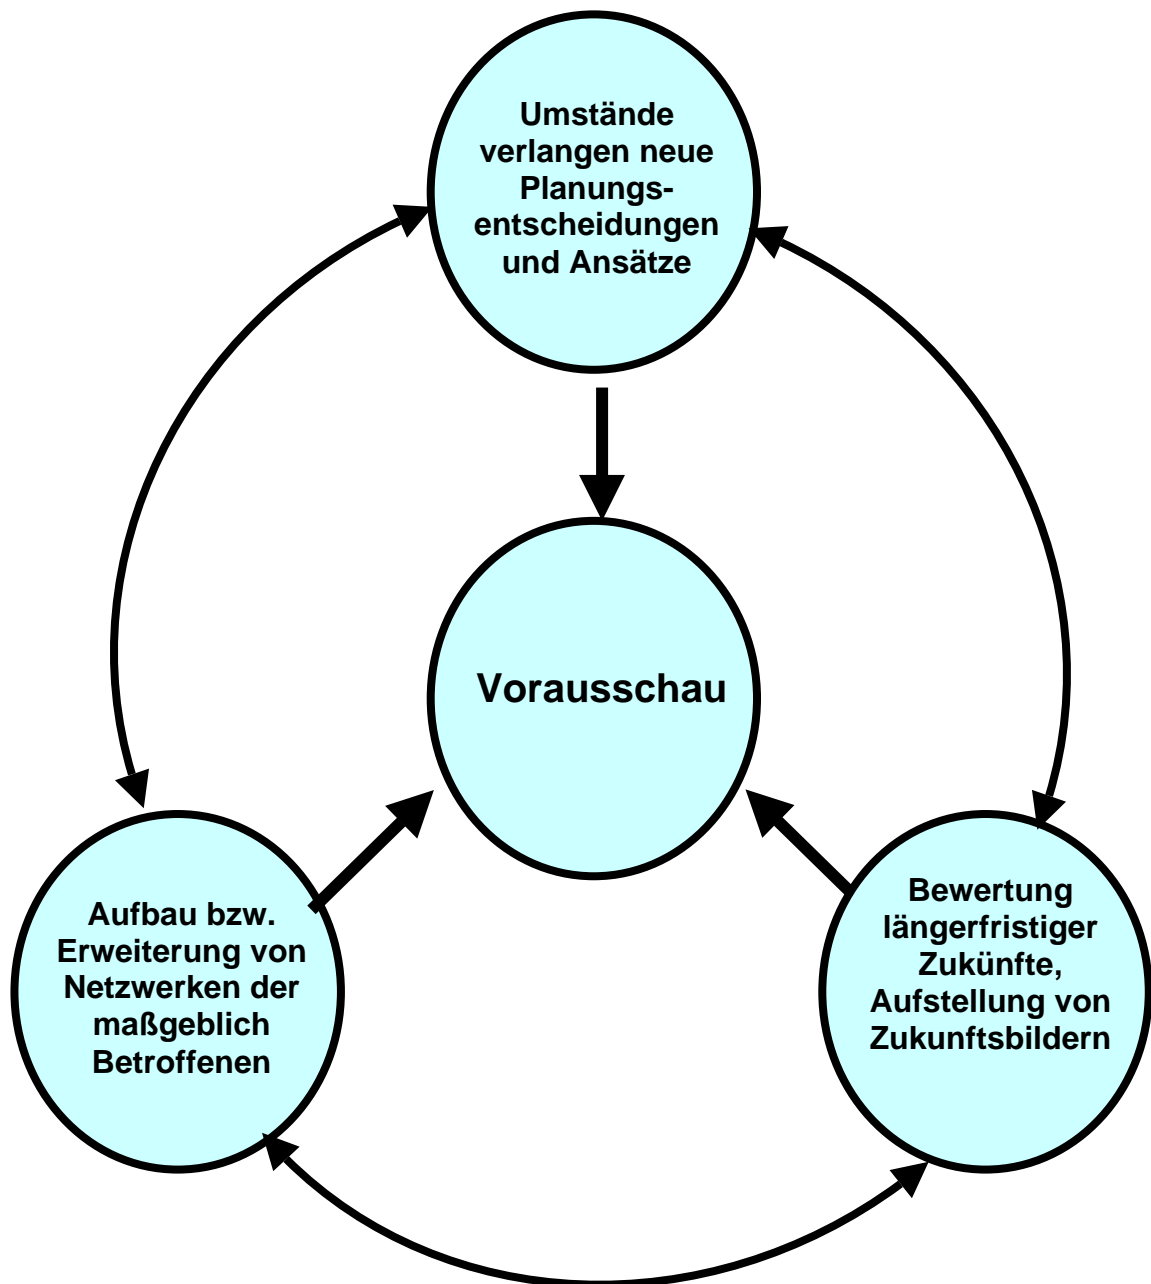 Umstände
verlangen neue
Planungs-
entscheidungen
und Ansätze
Vorausschau
Aufbau bzw.
Erweiterung von
Netzwerken der
maßgeblich
Betroffenen
Bewertung
längerfristiger
Zukünfte,
Aufstellung von
Zukunftsbildern